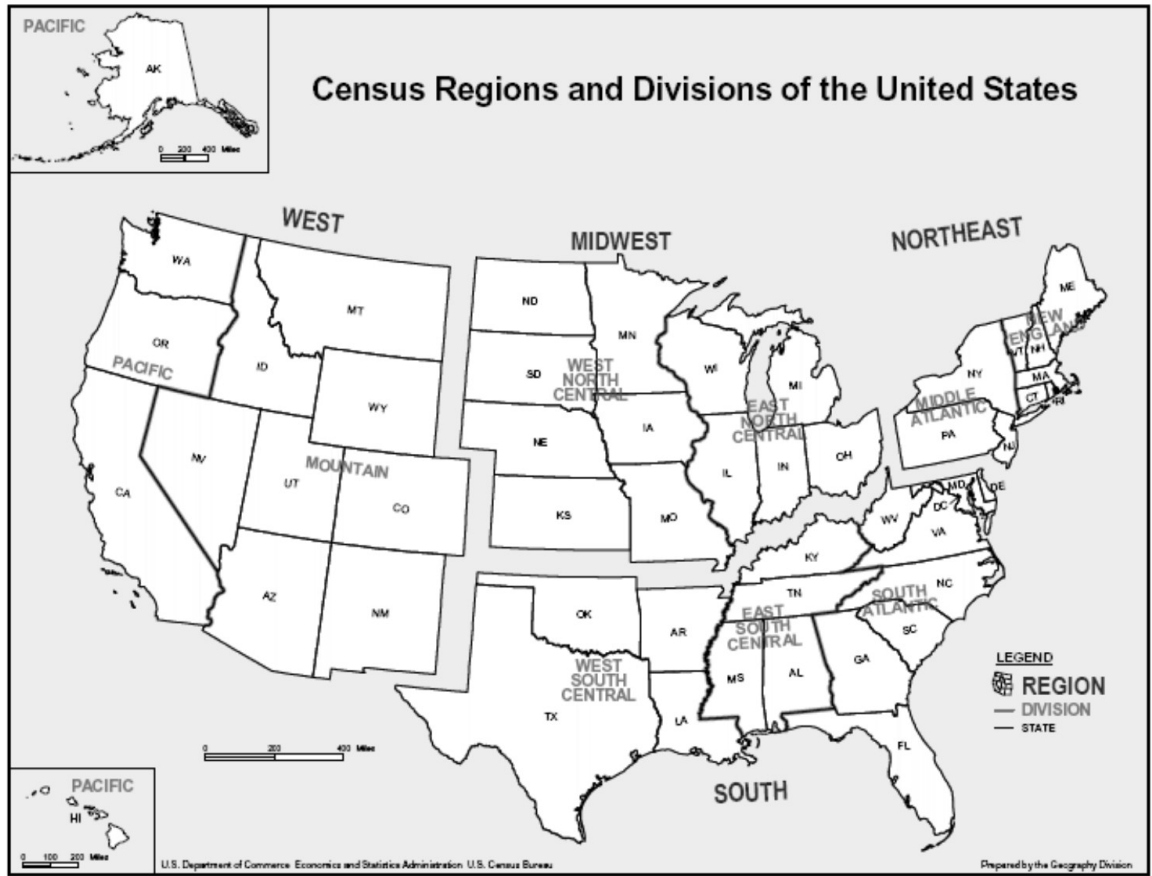 PACIFIC
AK
0 200 400 Miles
Census Regions and Divisions of the United States
WEST
MIDWEST
NORTHEAST
WA
MT
OR
ID
PACIFIC
WY
NV
UT
MOUNTAIN
CO
CA
AZ
NM
ND
MN
SD
WEST
NORTH
CENTRAL
NE
IA
KS
MO
WI
MI
EAST
NORTH
CENTRAL
IL
IN
OH
ME
NEW
ENGLAND
VT
NH
MA
CT
RI
NY
MIDDLE
ATLANTIC
PA
NJ
MD
DE
DC
WV
VA
KY
TN
NC
SOUTH
ATLANTIC
SC
EAST
SOUTH
CENTRAL
MS
AL
GA
FL
OK
AR
WEST
SOUTH
CENTRAL
TX
LA
SOUTH
LEGEND
REGION
DIVISION
STATE
0 200 400 Miles
PACIFIC
HI
0 100 200 Miles
U.S. Department of Commerce Economics and Statistics Administration U.S. Census Bureau
Prepared by the Geography Division